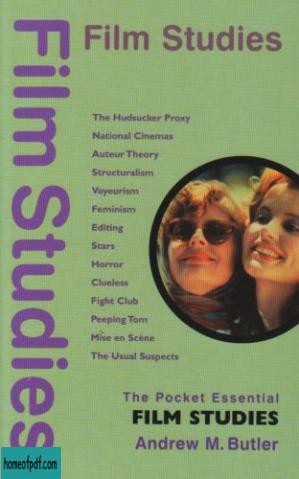 Film Studies
Film Studies
The Hudsucker Proxy
National Cinemas
Auteur Theory
Structuralism
Voyeurism
Feminism
Editing
Stars
Horror
Clueless
Fight Club
Peeping Tom
Mise en Scène
The Usual Suspects
The Pocket Essential
FILM STUDIES
Andrew M. Butler
homeofpdf.com